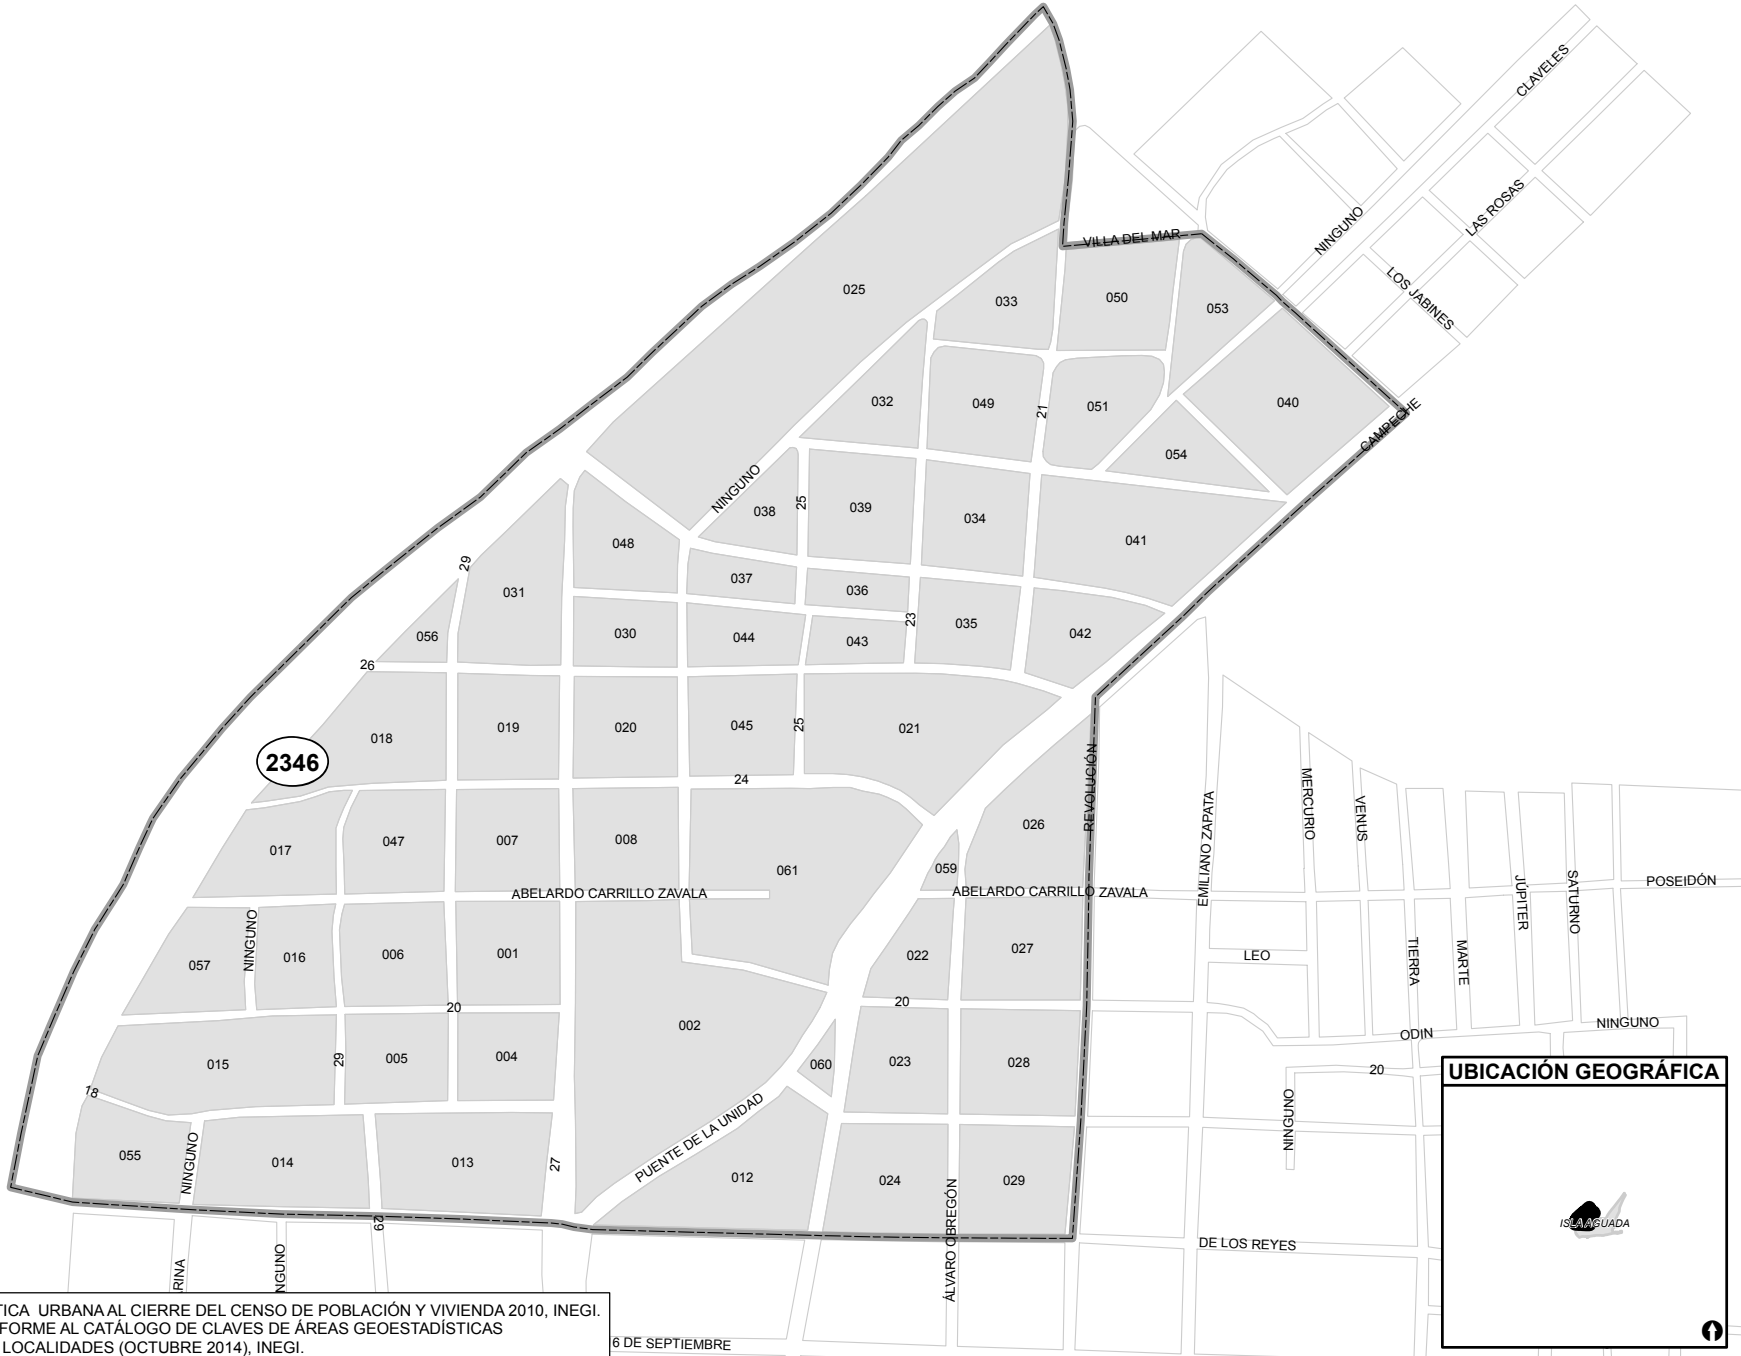 CLAVELES
LAS ROSAS
NINGUNO
VILLA DEL MAR
LOS JABINES
025
033
050
053
032
049
21
051
040
CAMPECHE
054
NINGUNO
038
25
039
034
041
048
29
031
037
036
056
030
044
043
23
035
042
26
018
019
020
045
25
021
2346
24
REVOLUCIÓN
EMILIANO ZAPATA
MERCURIO
VENUS
017
047
007
008
061
026
059
ABELARDO CARRILLO ZAVALA
ABELARDO CARRILLO ZAVALA
JÚPITER
SATURNO
POSEIDÓN
057
NINGUNO
016
006
001
022
027
LEO
TIERRA
MARTE
20
20
002
ODIN
NINGUNO
015
29
005
004
060
023
028
20
18
NINGUNO
055
NINGUNO
014
013
27
PUENTE DE LA UNIDAD
012
024
ÁLVARO OBREGÓN
029
29
DE LOS REYES
RINA
NGUNO
6 DE SEPTIEMBRE
UBICACIÓN GEOGRÁFICA
ISLA AGUADA
TICA URBANA AL CIERRE DEL CENSO DE POBLACIÓN Y VIVIENDA 2010, INEGI.
FORME AL CATÁLOGO DE CLAVES DE ÁREAS GEOESTADÍSTICAS
LOCALIDADES (OCTUBRE 2014), INEGI.